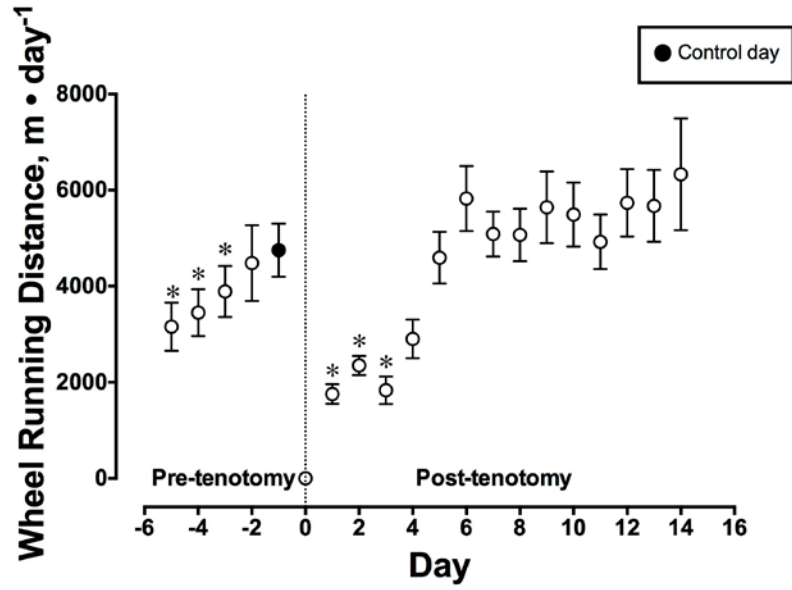 Control day
Wheel Running Distance, m • day-1
8000
6000
4000
2000
0
* * *
* * *
Pre-tenotomy
Post-tenotomy
-6 -4 -2 0 2 4 6 8 10 12 14 16
Day